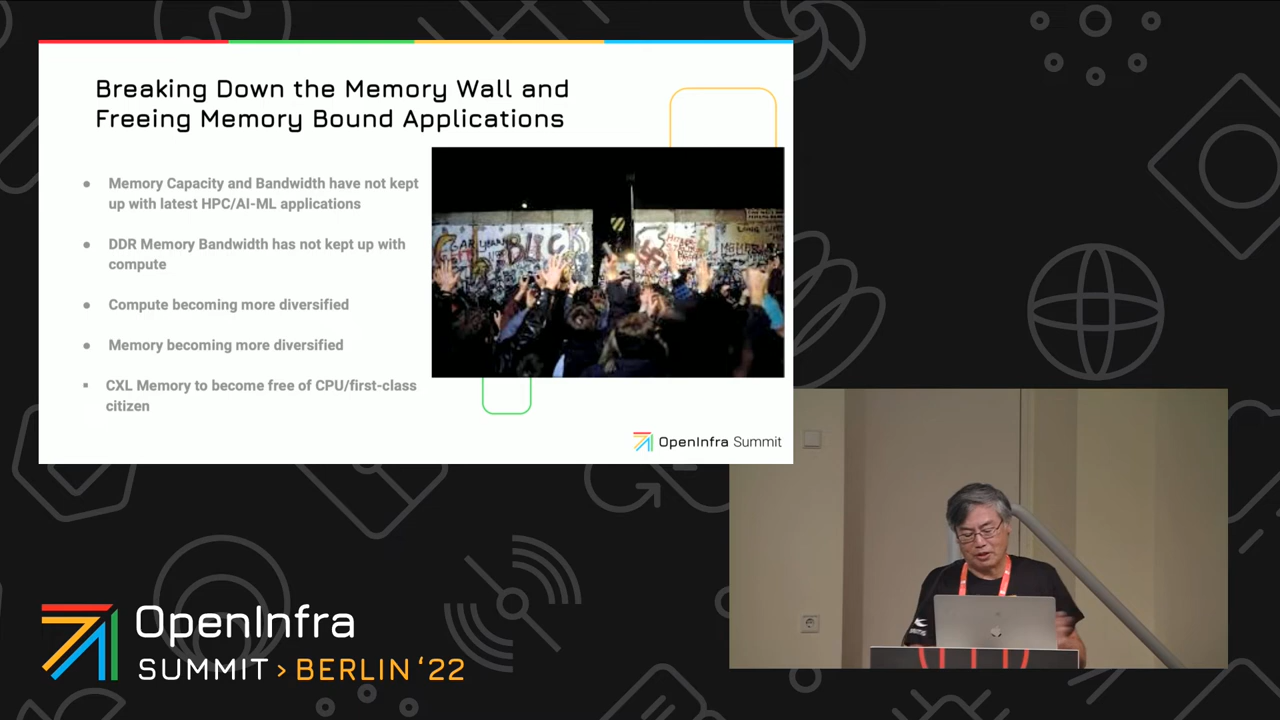 Breaking Down the Memory Wall and
Freeing Memory Bound Applications
• Memory Capacity and Bandwidth have not kept
up with latest HPC/AI-ML applications
• DDR Memory Bandwidth has not kept up with
compute
• Compute becoming more diversified
• Memory becoming more diversified
▪ CXL Memory to become free of CPU/first-class
citizen
OpenInfra Summit
OpenInfra
SUMMIT > BERLIN ‘22